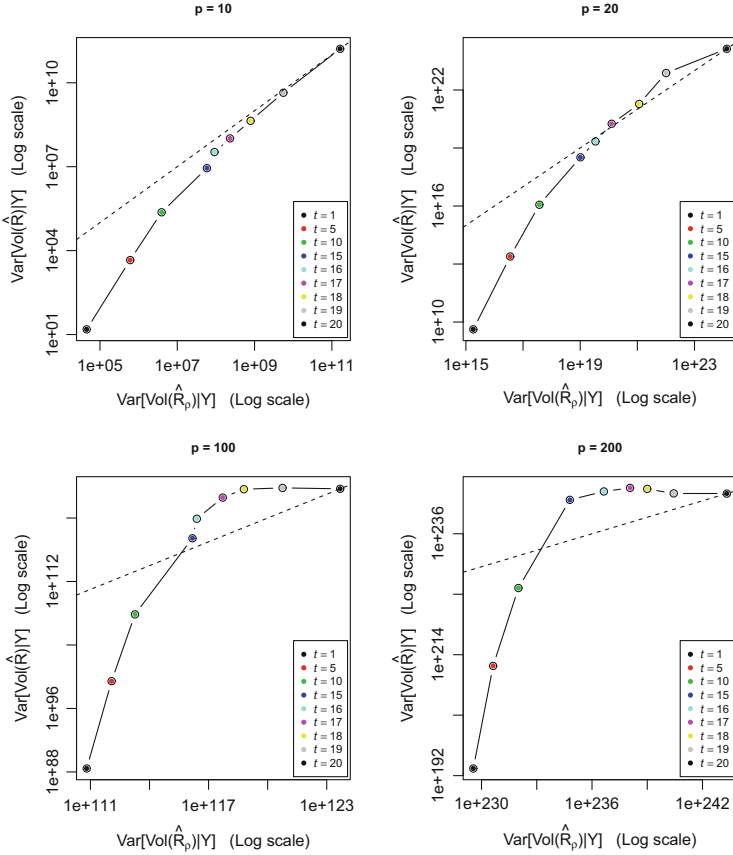 p = 10
Var[Vol(R̂)|Y] (Log scale)
1e+10
1e+07
1e+04
1e+01
t = 1
t = 5
t = 10
t = 15
t = 16
t = 17
t = 18
t = 19
t = 20
1e+05 1e+07 1e+09 1e+11
Var[Vol(R̂ρ)|Y] (Log scale)
p = 20
Var[Vol(R̂)|Y] (Log scale)
1e+22
1e+16
1e+10
t = 1
t = 5
t = 10
t = 15
t = 16
t = 17
t = 18
t = 19
t = 20
1e+15 1e+19 1e+23
Var[Vol(R̂ρ)|Y] (Log scale)
p = 100
Var[Vol(R̂)|Y] (Log scale)
1e+112
1e+96
1e+88
t = 1
t = 5
t = 10
t = 15
t = 16
t = 17
t = 18
t = 19
t = 20
1e+111 1e+117 1e+123
Var[Vol(R̂ρ)|Y] (Log scale)
p = 200
Var[Vol(R̂)|Y] (Log scale)
1e+236
1e+214
1e+192
t = 1
t = 5
t = 10
t = 15
t = 16
t = 17
t = 18
t = 19
t = 20
1e+230 1e+236 1e+242
Var[Vol(R̂ρ)|Y] (Log scale)